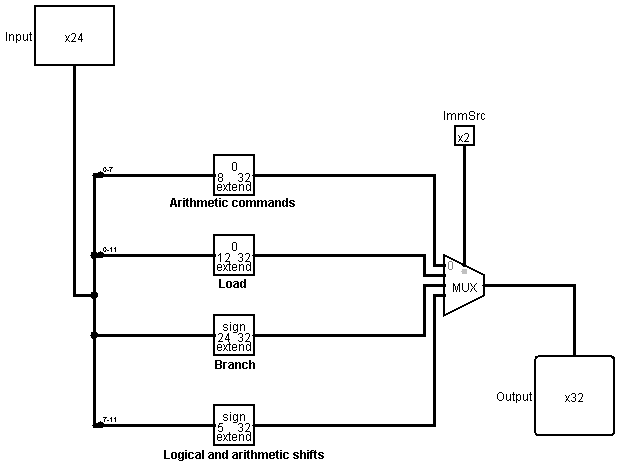 Input
x24
ImmSrc
x2
0-7
0
8 32
extend
Arithmetic commands
0-11
0
12 32
extend
Load
0
MUX
sign
24 32
extend
Branch
Output
x32
7-11
sign
5 32
extend
Logical and arithmetic shifts